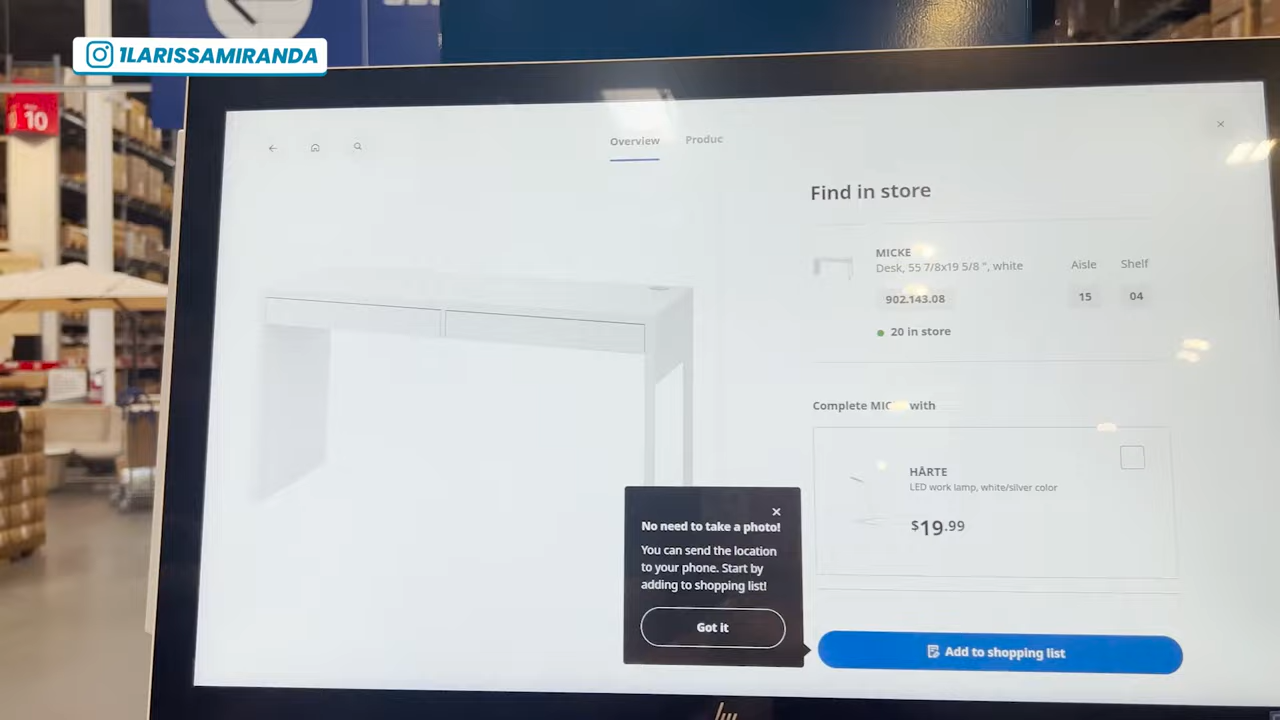 1LARISSAMIRANDA
10
Overview Produc
Find in store
MICKE
Desk, 55 7/8x19 5/8 ", white
Aisle Shelf
902.143.08
15 04
20 in store
Complete MIC with
HÅRTE
LED work lamp, white/silver color
$19.99
No need to take a photo!
You can send the location
to your phone. Start by
adding to shopping list!
Got it
Add to shopping list
hp